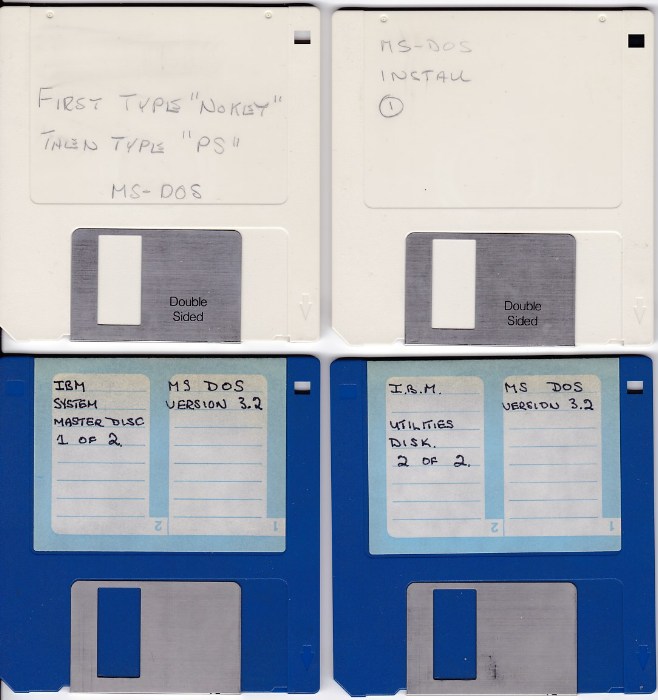 FIRST TYPE "NOKEY"
THEN TYPE "PS"
MS-DOS
Double
Sided
MS-DOS
INSTALL
1
Double
Sided
IBM
SYSTEM
MASTER DISC
1 OF 2
MS DOS
VERSION 3.2
2
1
I.B.M.
UTILITIES
DISK.
2 OF 2.
MS DOS
VERSION 3.2
2
1